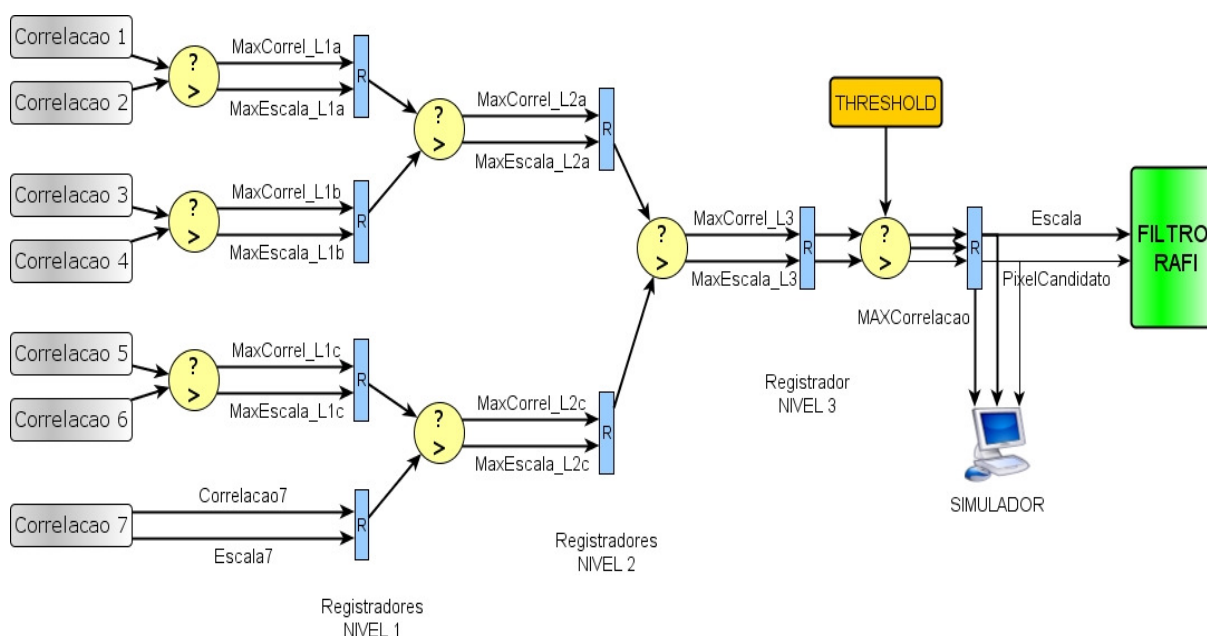 Correlacao 1
Correlacao 2
?
>
MaxCorrel_L1a
MaxEscala_L1a
R
Correlacao 3
Correlacao 4
?
>
MaxCorrel_L1b
MaxEscala_L1b
R
?
>
MaxCorrel_L2a
MaxEscala_L2a
R
Correlacao 5
Correlacao 6
?
>
MaxCorrel_L1c
MaxEscala_L1c
R
Correlacao 7
Correlacao7
Escala7
R
?
>
MaxCorrel_L2c
MaxEscala_L2c
R
?
>
MaxCorrel_L3
MaxEscala_L3
R
THRESHOLD
?
>
R
Escala
PixelCandidato
MAXCorrelacao
FILTRO
RAFI
SIMULADOR
Registradores
NIVEL 1
Registradores
NIVEL 2
Registrador
NIVEL 3